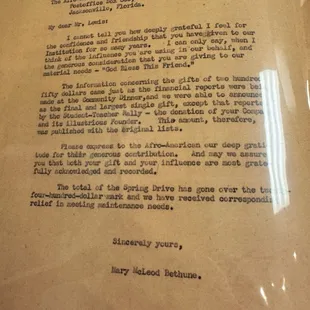 The Afro
Postoffice Box
Jacksonville, Florida.
My dear Mr. Lewis:
I cannot tell you how deeply grateful I feel for
the confidence and friendship that you have given to our
Institution for so many years. I can only say, when I
think of the influence you are using in our behalf, and
the generous consideration that you are giving to our
material needs - "God Bless This Friend."
The information concerning the gifts of two hundred
fifty dollars came just as the financial reports were being
made at the Community Dinner, and we were able to announce
as the final and largest single gift, except that reported
by the Student-Teacher Rally - the donation of your Company
and its illustrious Founder. This amount, therefore,
was published with the original lists.
Please express to the Afro-American our deep grati-
tude for their generous contribution. And may we assure
you that both your gift and your influence are most grate-
fully acknowledged and recorded.
The total of the Spring Drive has gone over the
four-hundred-dollar mark and we have received corresponding
relief in meeting maintenance needs.
Sincerely yours,
Mary McLeod Bethune.